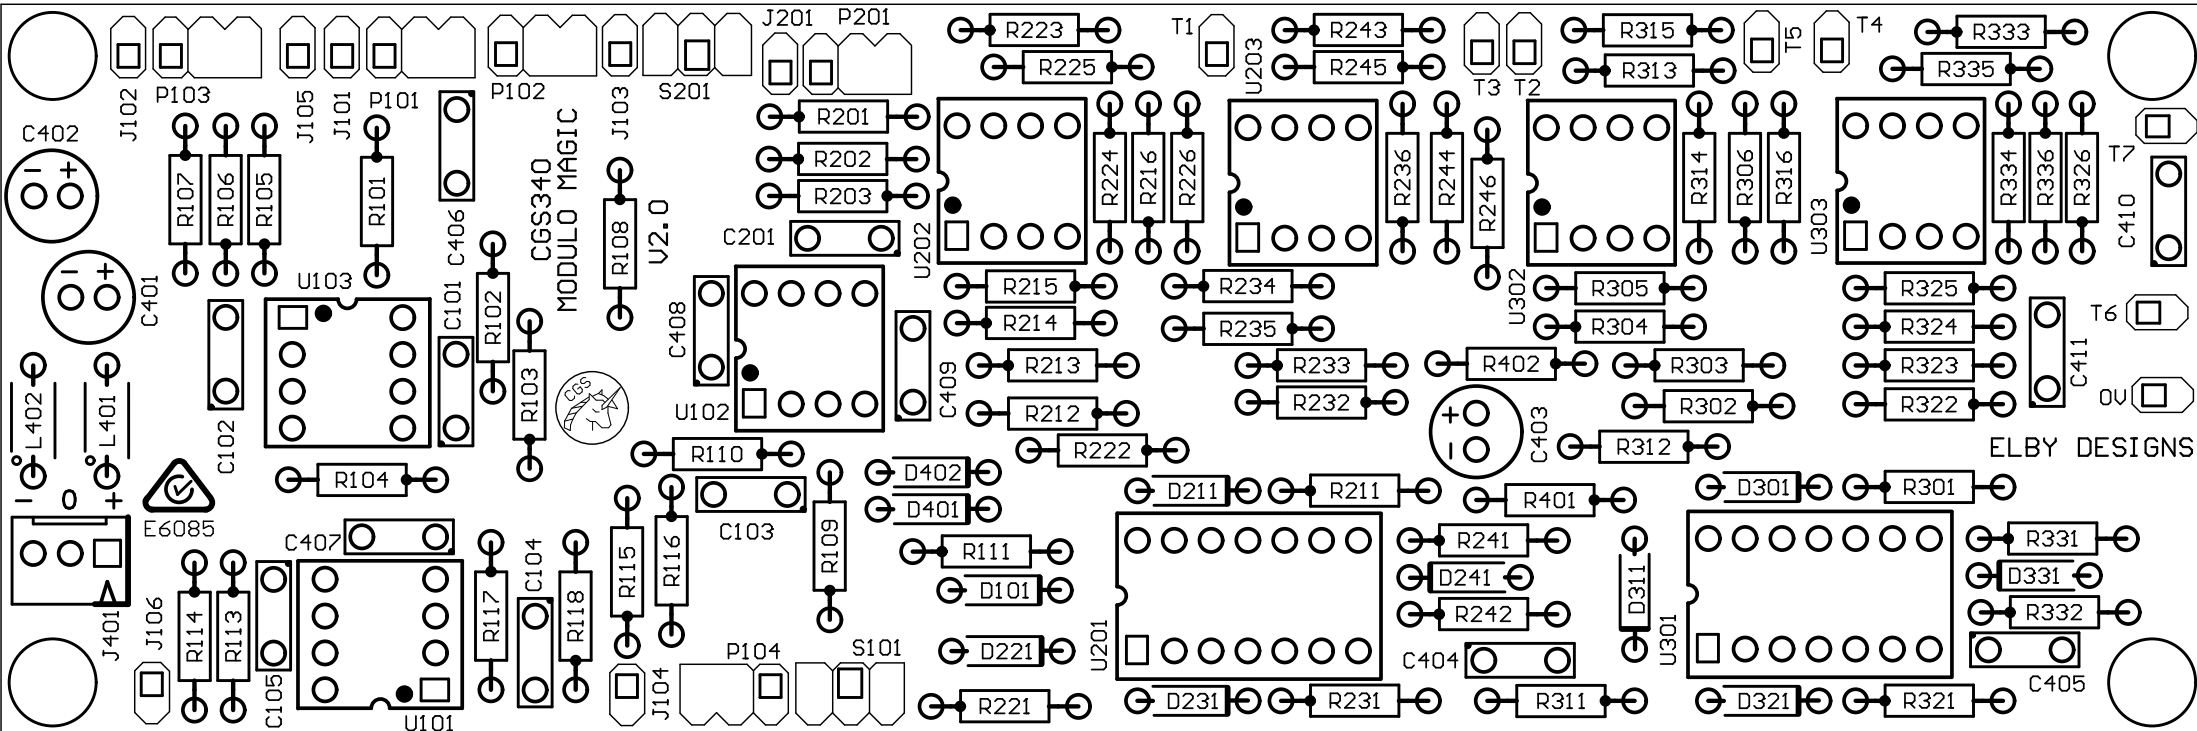 J201 P201
R223
T1
R243
R315
T5
T4
R333
R225
U203
R245
R313
R335
J102
P103
J105
J101
P101
P102
J103
S201
T3 T2
C402
R201
R202
R203
C201
R107
R106
R105
R101
C406
CGS340
MODULO MAGIC
V2.0
R108
U202
R224
R216
R226
R236
R244
R246
R314
R306
R316
U303
R334
R336
R326
T7
C410
- +
- +
C401
U103
C101
R102
R103
C408
R215
R214
R234
R235
U302
R305
R304
R325
R324
T6
C102
L402
L401
CGS
U102
C409
R213
R212
R222
R233
R232
R402
R303
R302
R323
R322
C411
0V
+
-
C403
R312
ELBY DESIGNS
R104
R110
D402
D401
D211
R211
D301
R301
- 0 +
E6085
C103
R109
R401
C407
R115
R116
R111
R241
R331
D101
D241
D331
R242
R332
D311
J401
J106
R114
R113
C105
R117
C104
R118
D221
U201
C404
U301
C405
P104
S101
J104
U101
R221
D231
R231
R311
D321
R321